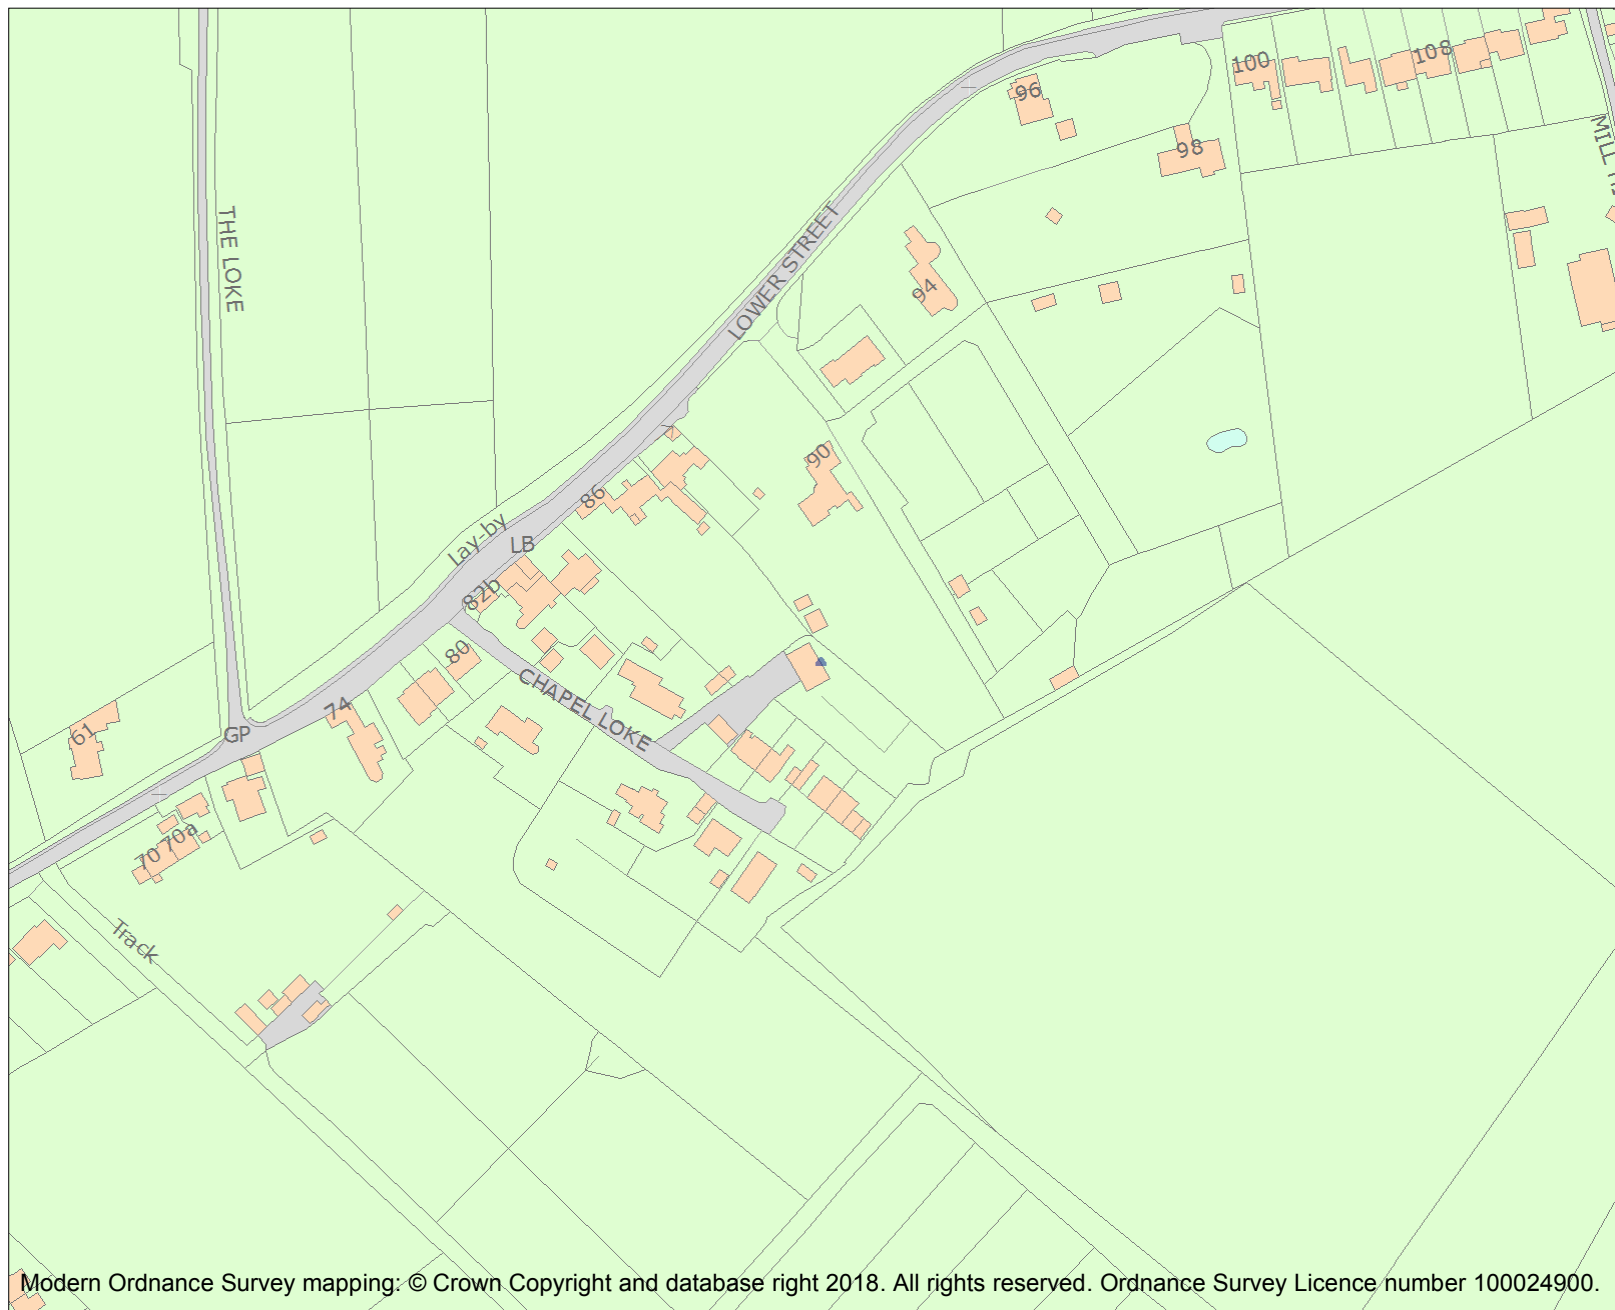 100
108
96
98
MILL
THE LOKE
LOWER STREET
94
90
86
Lay-by
LB
82b
80
CHAPEL LOKE
74
GP
61
70 70a
Track
Modern Ordnance Survey mapping: © Crown Copyright and database right 2018. All rights reserved. Ordnance Survey Licence number 100024900.